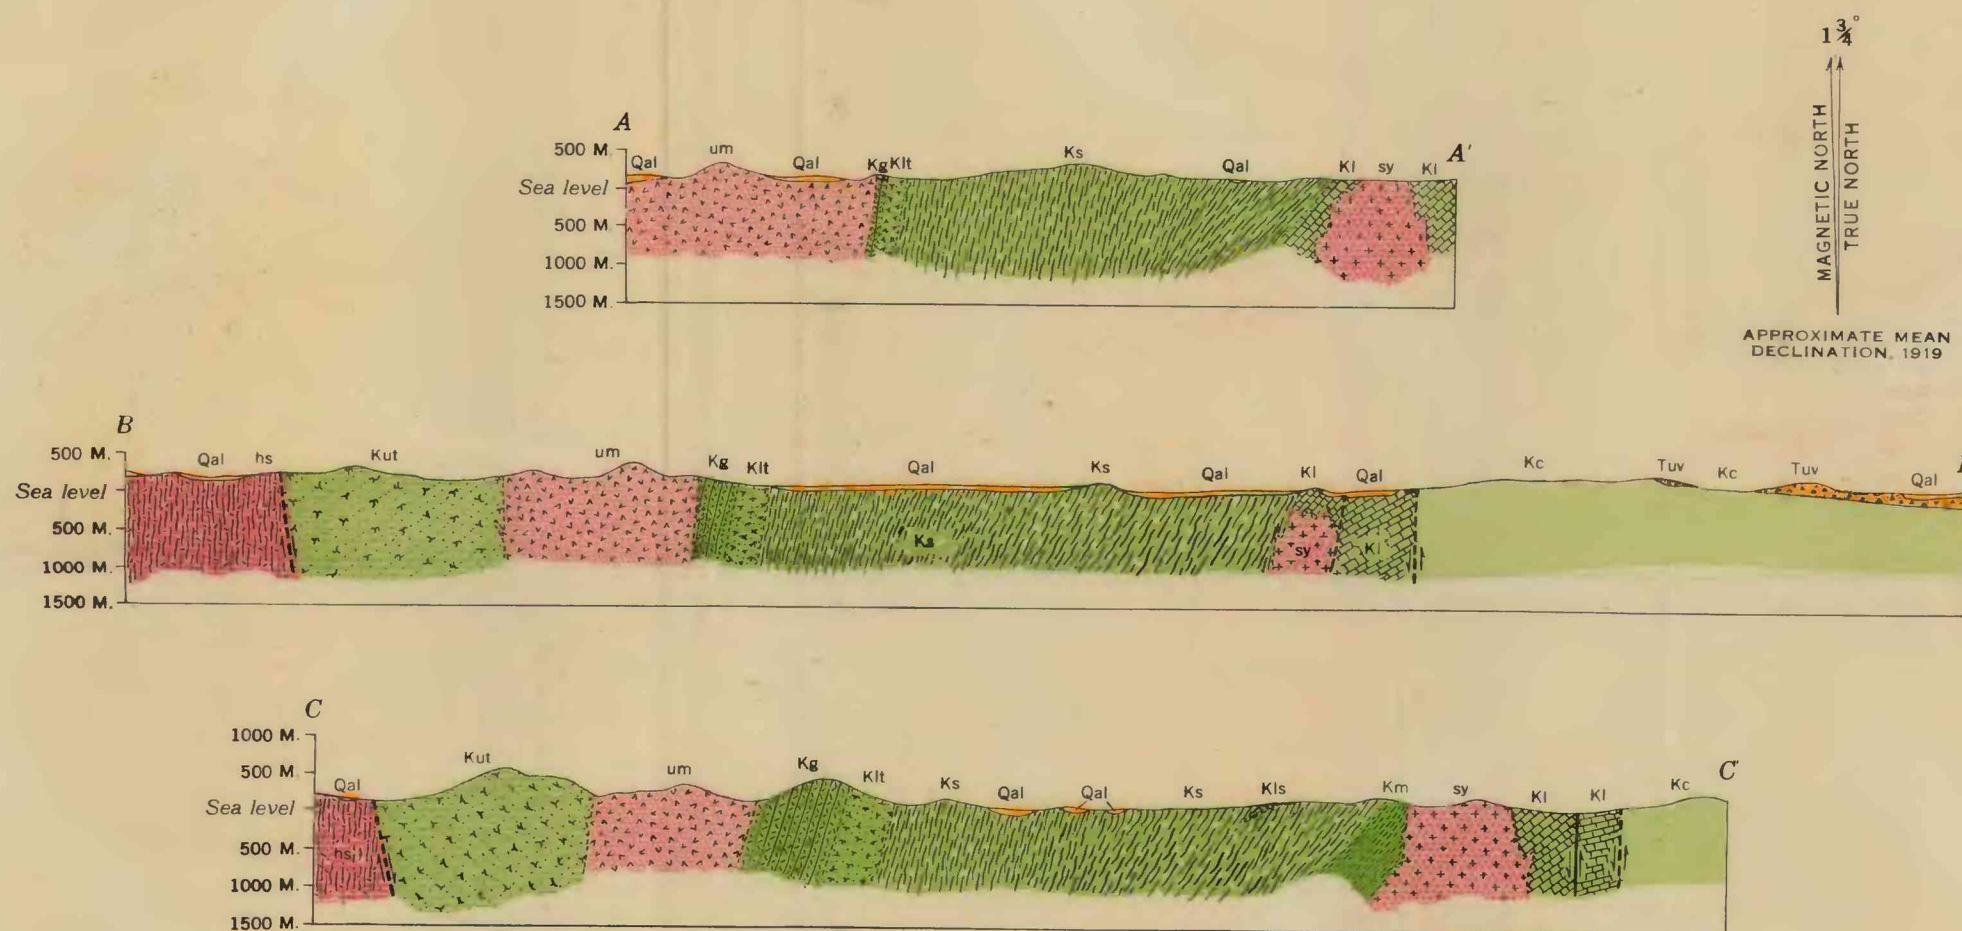 1 3/4°
MAGNETIC NORTH
TRUE NORTH
APPROXIMATE MEAN
DECLINATION, 1919
A
500 M.
Qal um Qal Kg Klt Ks Qal Kl sy Kl A'
Sea level
500 M.
1000 M.
1500 M.
B
500 M.
Qal hs Kut um Kg Klt Qal Ks Qal Kl Qal Kc Tuv Kc Tuv Qal
Sea level
500 M.
Ks sy Kl
1000 M.
1500 M.
C
1000 M.
500 M.
Qal Kut um Kg Klt Ks Qal Qal Ks Kls Km sy Kl Kl Kc C'
Sea level
500 M.
hs
1000 M.
1500 M.